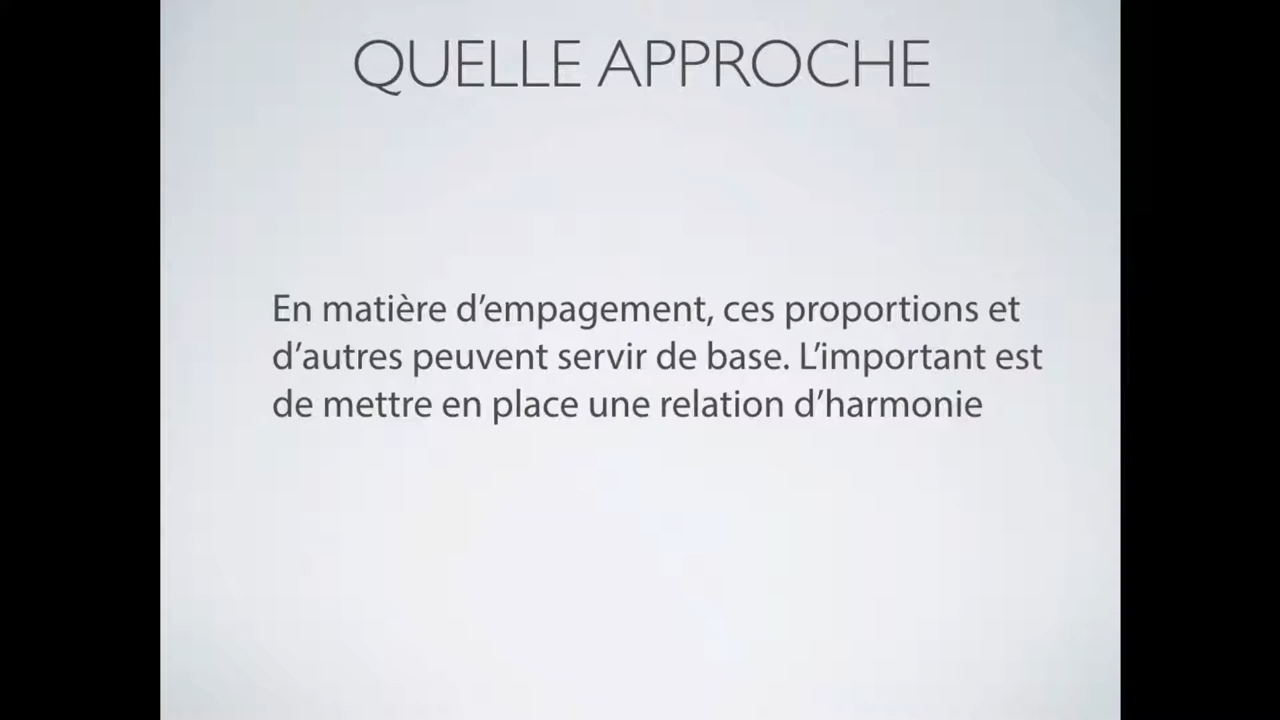 QUELLE APPROCHE
En matière d’empagement, ces proportions et
d’autres peuvent servir de base. L’important est
de mettre en place une relation d’harmonie